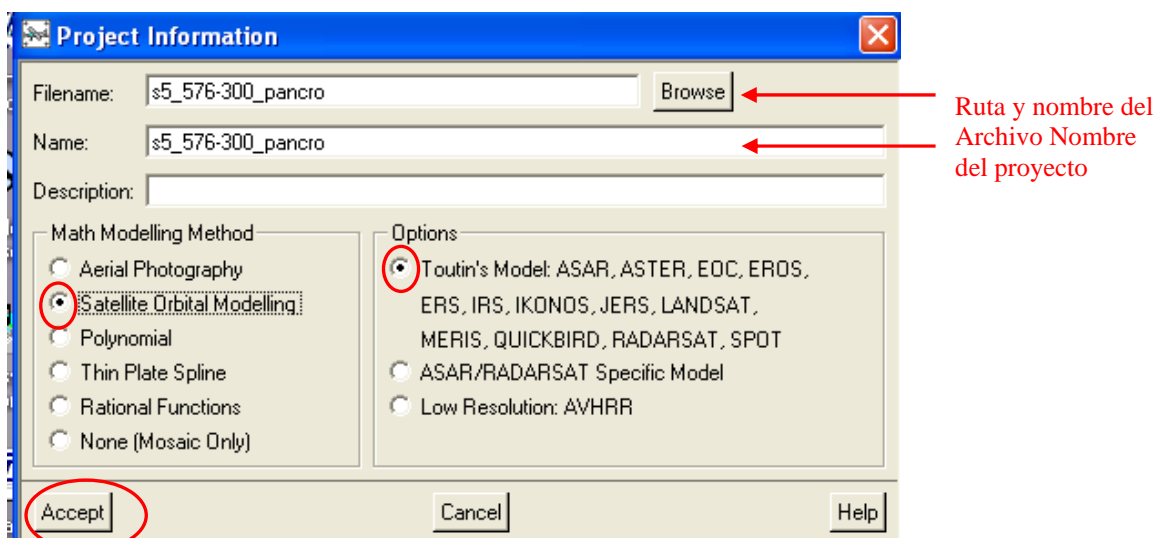 Project Information
Filename: s5_576-300_pancro Browse
Name: s5_576-300_pancro
Description:
Ruta y nombre del
Archivo Nombre
del proyecto
Math Modelling Method
Aerial Photography
Satellite Orbital Modelling
Polynomial
Thin Plate Spline
Rational Functions
None (Mosaic Only)
Options
Toutin's Model: ASAR, ASTER, EOC, EROS,
ERS, IRS, IKONOS, JERS, LANDSAT,
MERIS, QUICKBIRD, RADARSAT, SPOT
ASAR/RADARSAT Specific Model
Low Resolution: AVHRR
Accept Cancel Help